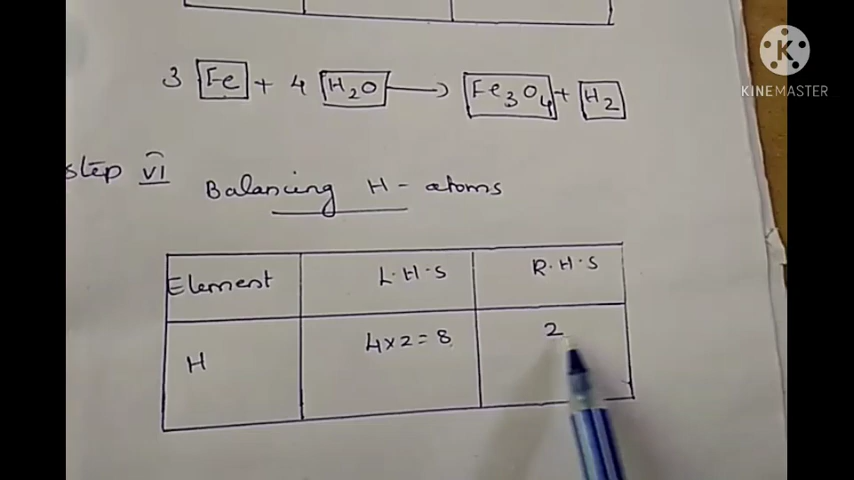 KINEMASTER
3 Fe + 4 H₂O ⟶ Fe₃O₄ + H₂
step vi
Balancing H - atoms
Element L.H.S R.H.S
H 4×2=8 2